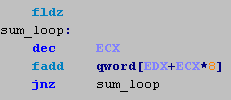 fldz
sum_loop:
dec ECX
fadd qword[EDX+ECX*8]
jnz sum_loop